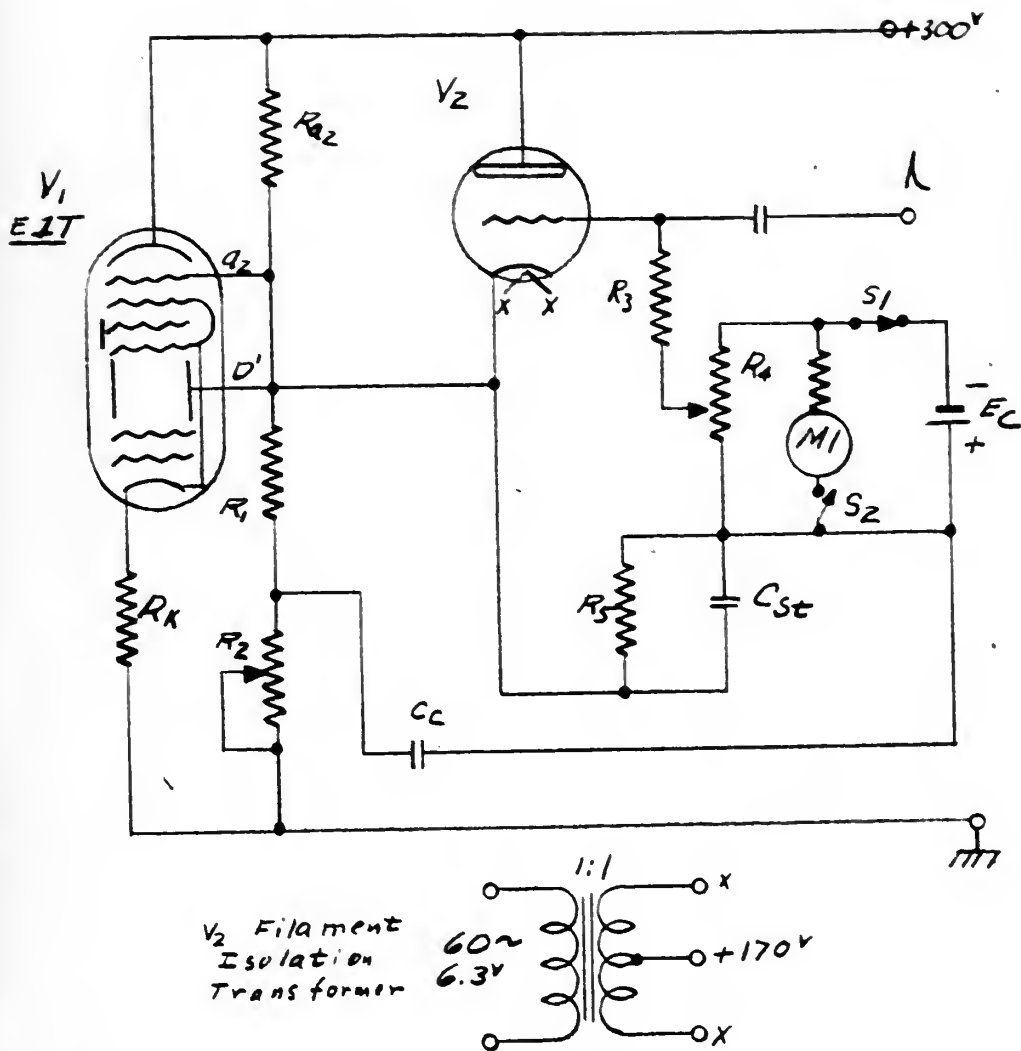 +300v
Ra2
V2
V1
E1T
a2
R3
S1
D'
R4
- EC
+
M1
S2
R1
RK
R5
CSt
R2
CC
1:1
x x
x
V2 Filament
Isolation
Transformer
60~
6.3v
+170v
x